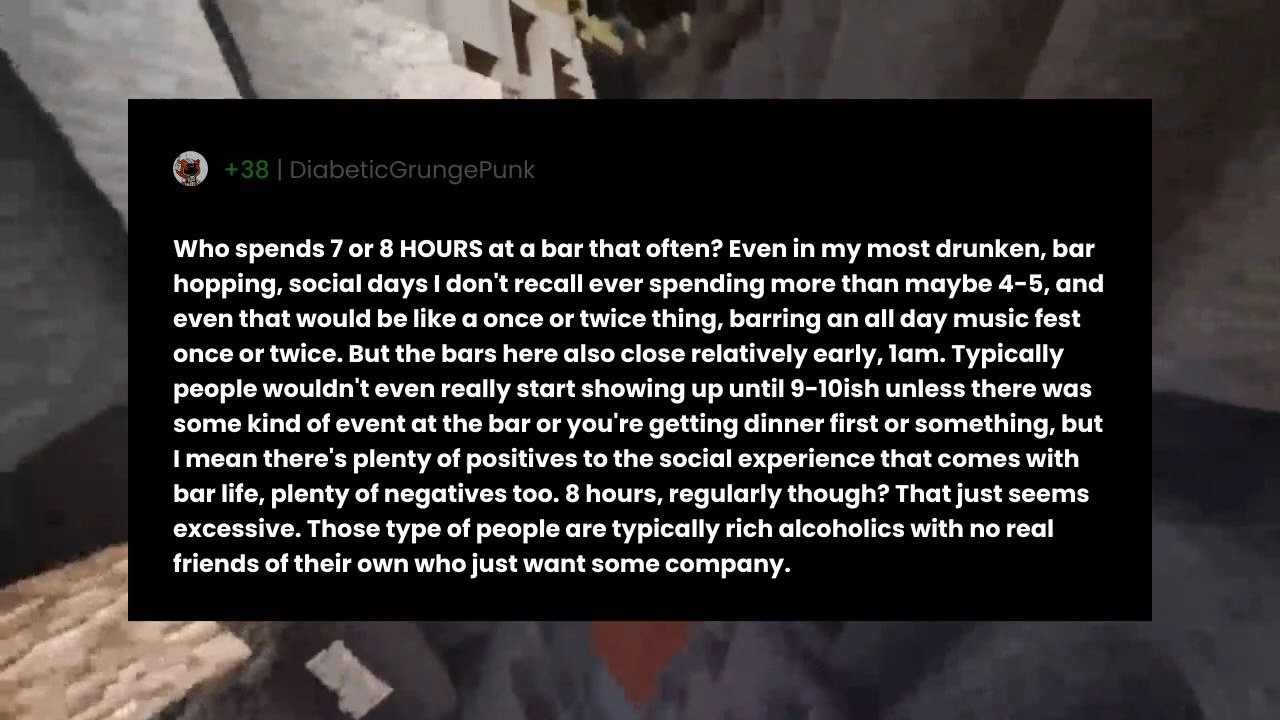 +38 | DiabeticGrungePunk
Who spends 7 or 8 HOURS at a bar that often? Even in my most drunken, bar
hopping, social days I don't recall ever spending more than maybe 4-5, and
even that would be like a once or twice thing, barring an all day music fest
once or twice. But the bars here also close relatively early, 1am. Typically
people wouldn't even really start showing up until 9-10ish unless there was
some kind of event at the bar or you're getting dinner first or something, but
I mean there's plenty of positives to the social experience that comes with
bar life, plenty of negatives too. 8 hours, regularly though? That just seems
excessive. Those type of people are typically rich alcoholics with no real
friends of their own who just want some company.